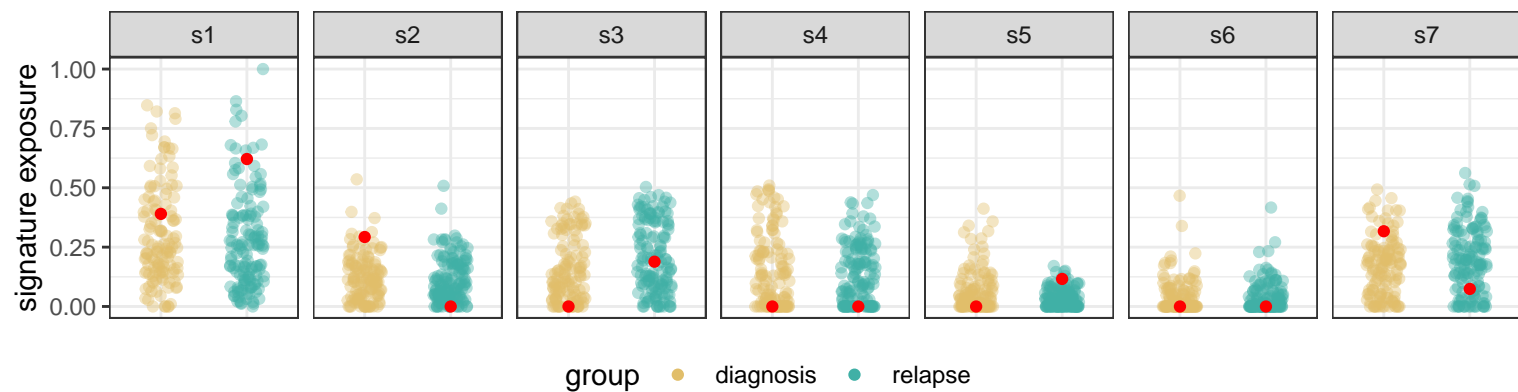 s1 s2 s3 s4 s5 s6 s7
1.00
0.75
0.50
0.25
0.00
signature exposure
group diagnosis relapse